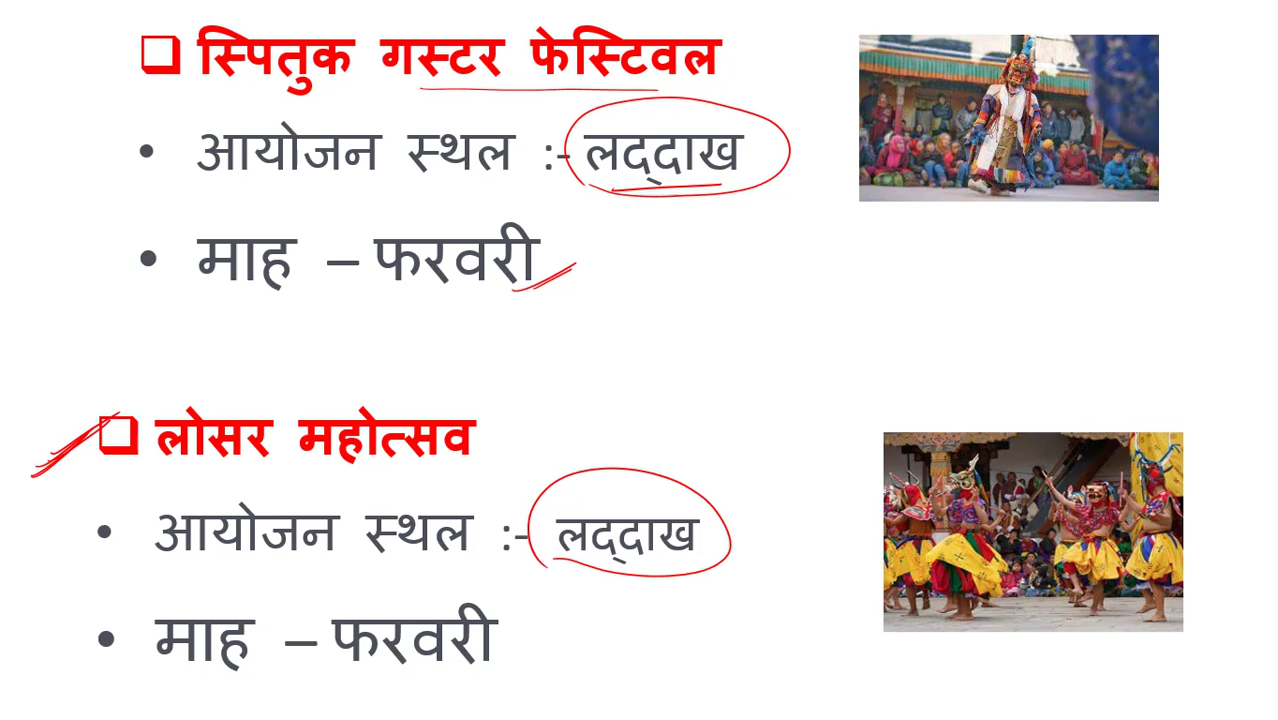 स्पितुक गस्टर फेस्टिवल
• आयोजन स्थल :- लद्दाख
• माह – फरवरी
लोसर महोत्सव
• आयोजन स्थल :- लद्दाख
• माह – फरवरी